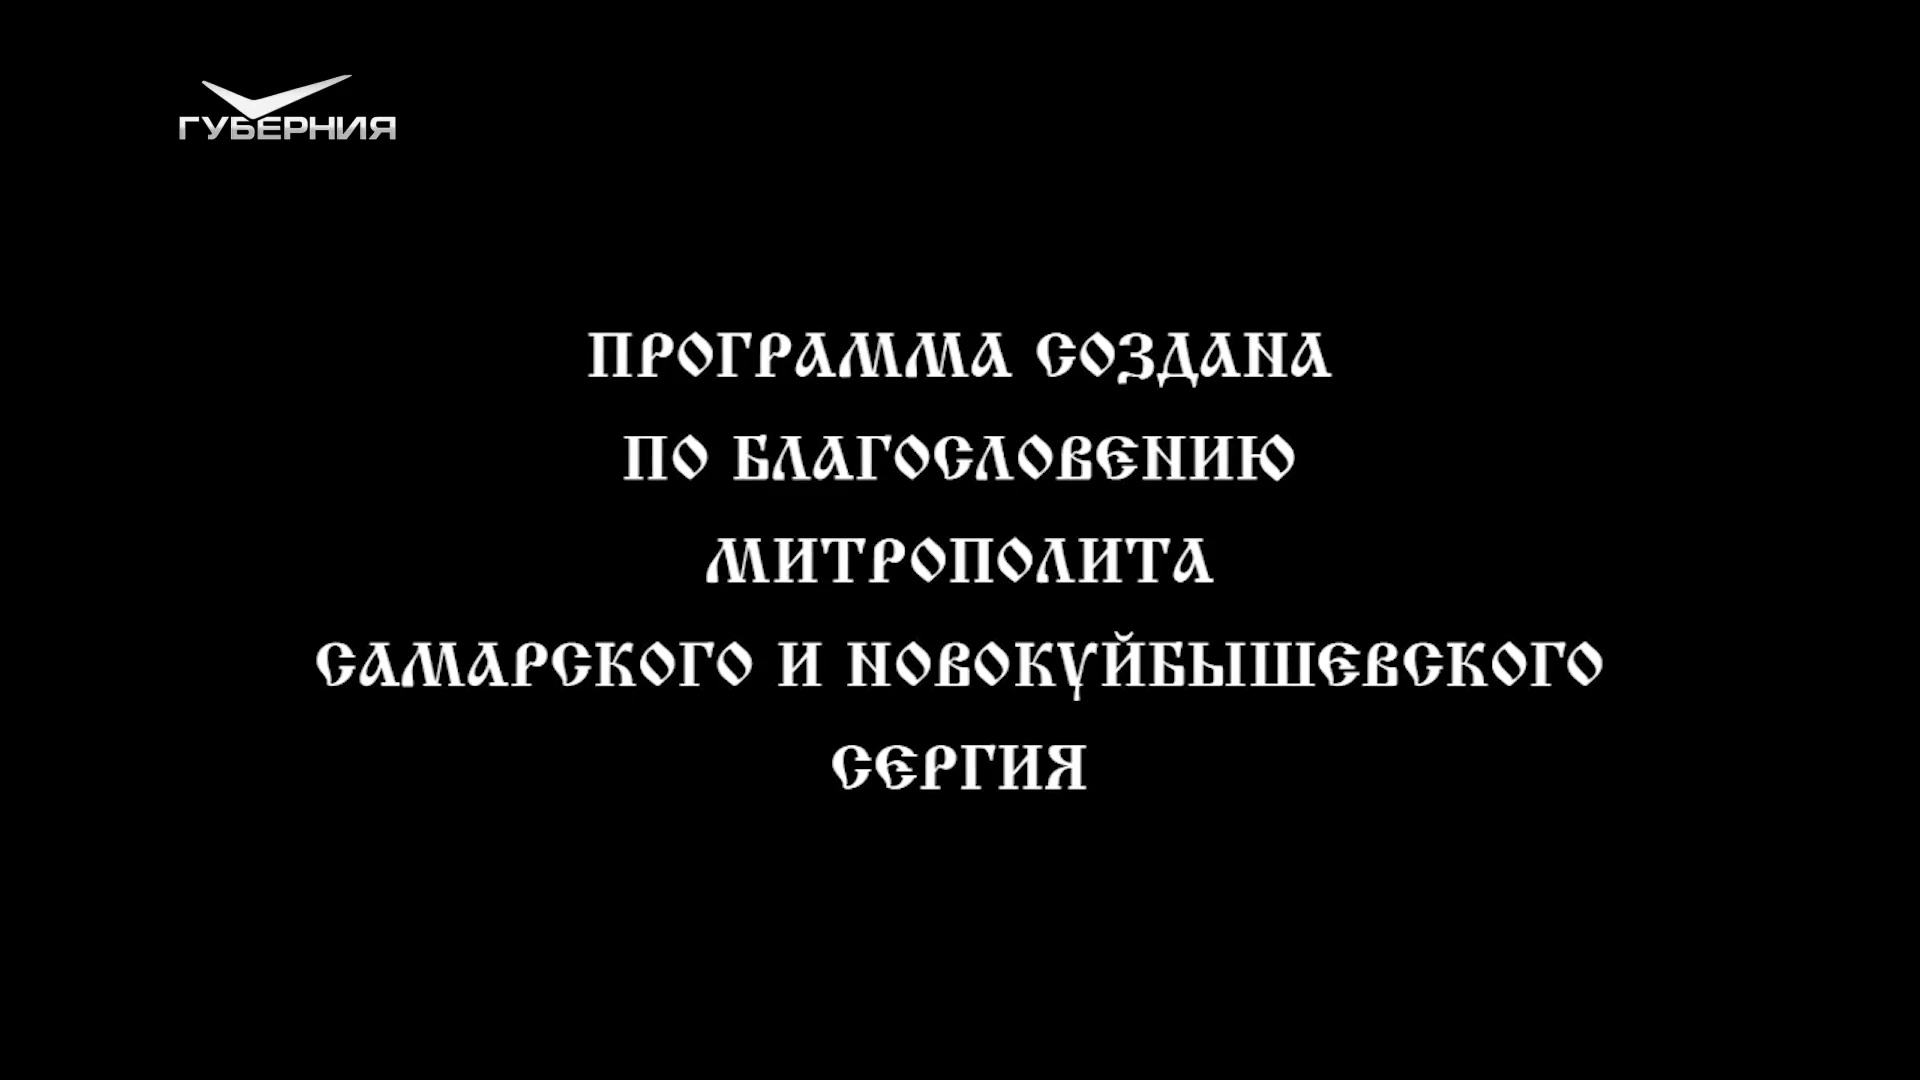 ГУБЕРНИЯ
ПРОГРАММА СОЗДАНА
ПО БЛАГОСЛОВЕНИЮ
МИТРОПОЛИТА
САМАРСКОГО И НОВОКУЙБЫШЕВСКОГО
СЕРГИЯ